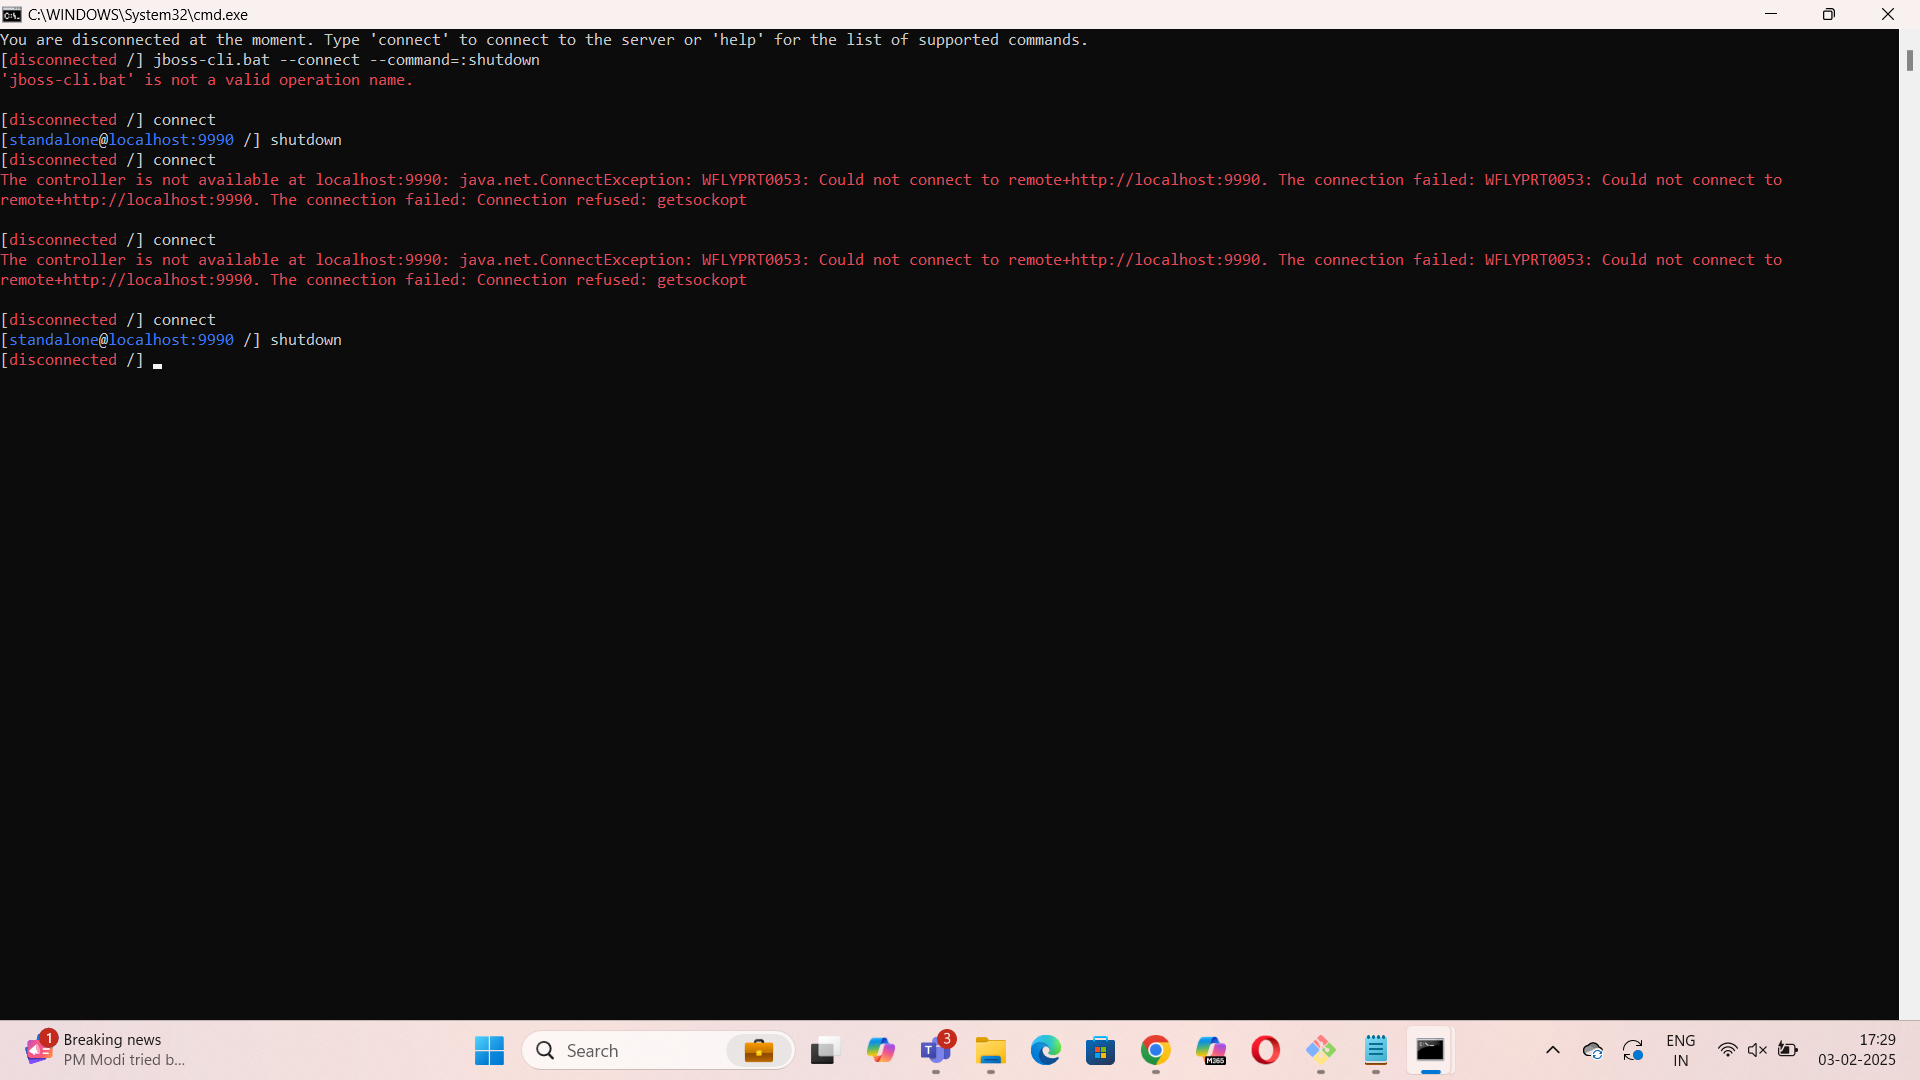 C:\WINDOWS\System32\cmd.exe
You are disconnected at the moment. Type 'connect' to connect to the server or 'help' for the list of supported commands.
[disconnected /] jboss-cli.bat --connect --command=:shutdown
'jboss-cli.bat' is not a valid operation name.
[disconnected /] connect
[standalone@localhost:9990 /] shutdown
[disconnected /] connect
The controller is not available at localhost:9990: java.net.ConnectException: WFLYPRT0053: Could not connect to remote+http://localhost:9990. The connection failed: WFLYPRT0053: Could not connect to
remote+http://localhost:9990. The connection failed: Connection refused: getsockopt
[disconnected /] connect
The controller is not available at localhost:9990: java.net.ConnectException: WFLYPRT0053: Could not connect to remote+http://localhost:9990. The connection failed: WFLYPRT0053: Could not connect to
remote+http://localhost:9990. The connection failed: Connection refused: getsockopt
[disconnected /] connect
[standalone@localhost:9990 /] shutdown
[disconnected /]
1
Breaking news
PM Modi tried b...
Search
3
M365
ENG
IN
17:29
03-02-2025